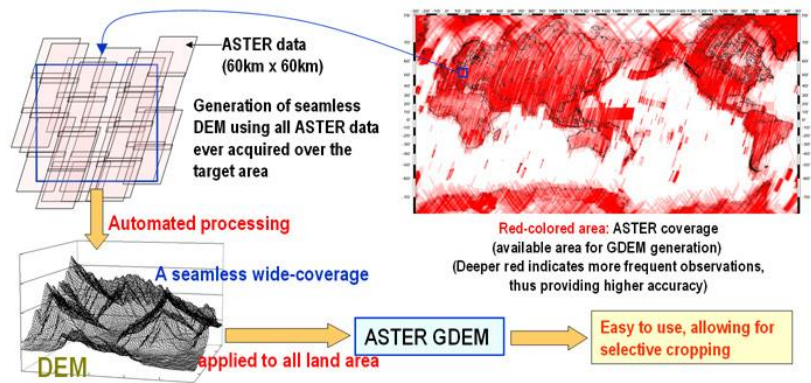 ASTER data
(60km x 60km)
Generation of seamless
DEM using all ASTER data
ever acquired over the
target area
Automated processing
A seamless wide-coverage
DEM
applied to all land area
Red-colored area: ASTER coverage
(available area for GDEM generation)
(Deeper red indicates more frequent observations,
thus providing higher accuracy)
ASTER GDEM
Easy to use, allowing for
selective cropping